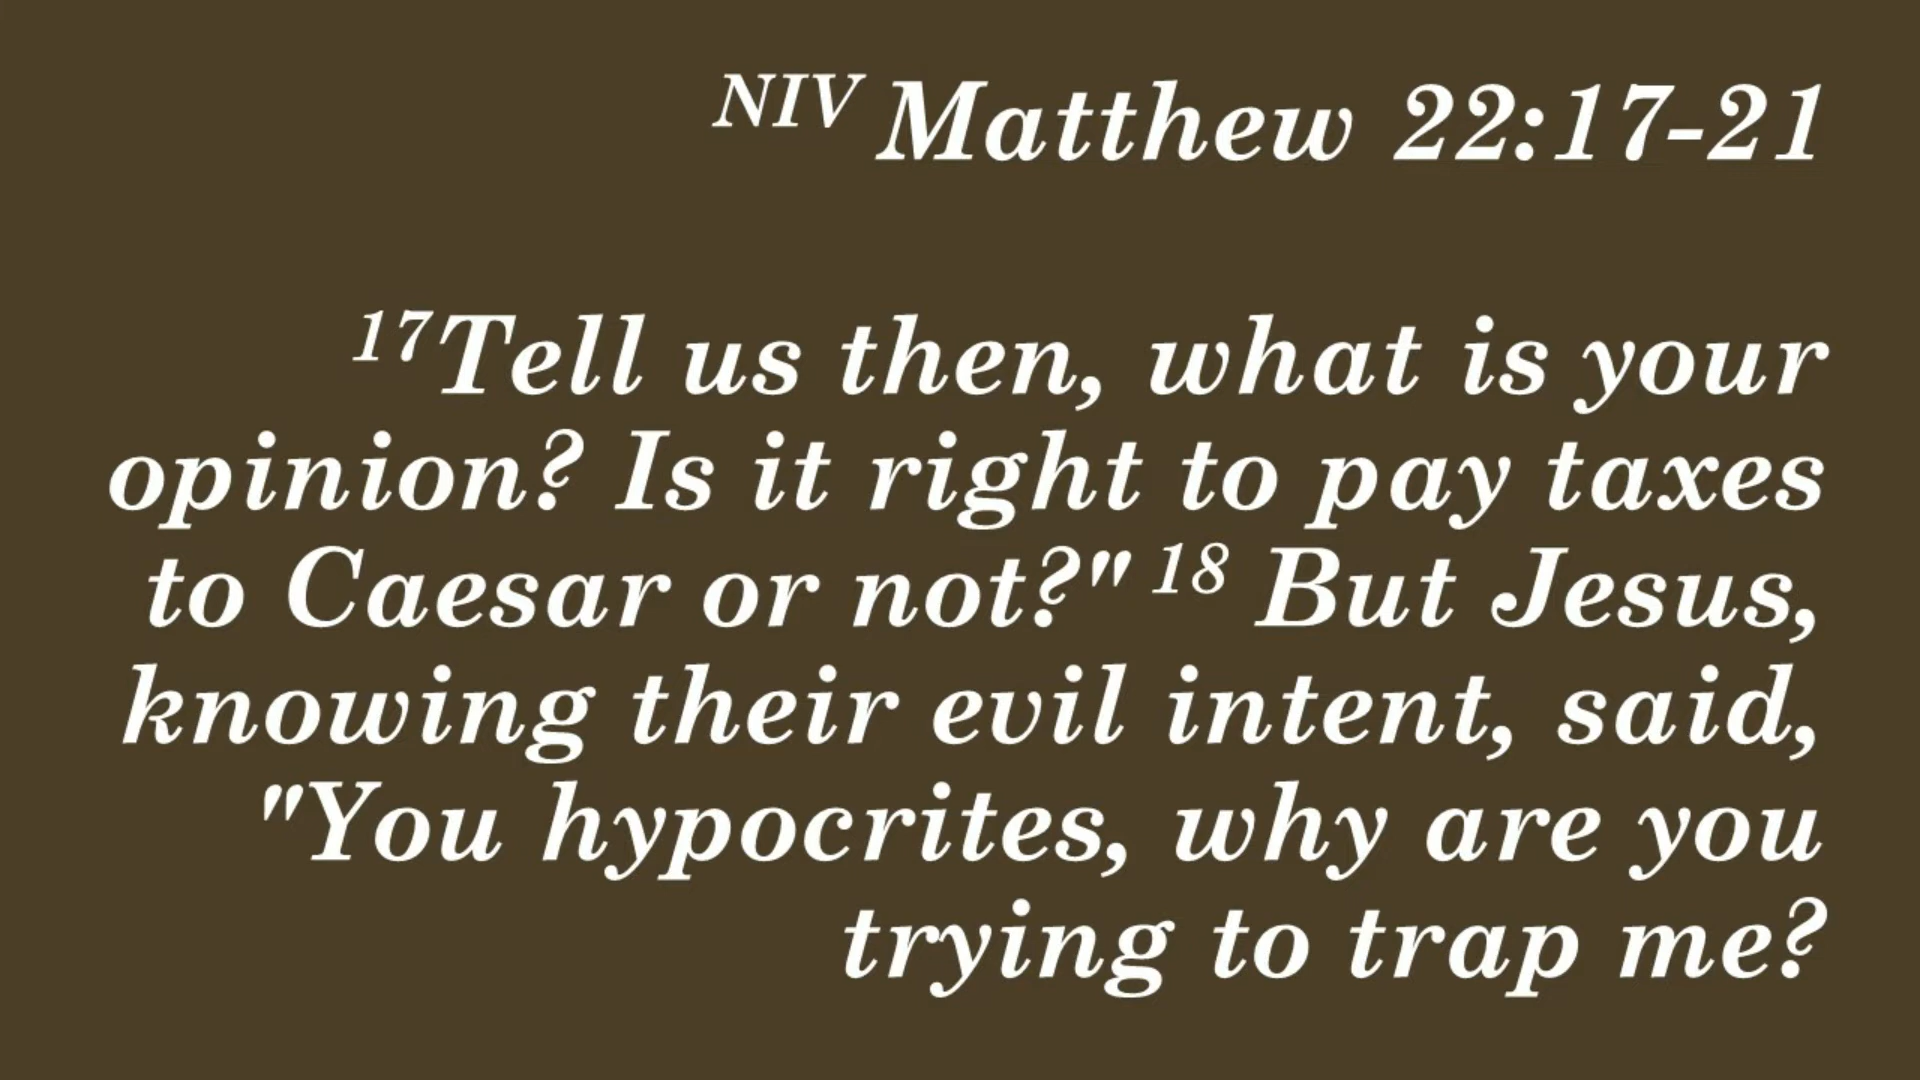 NIV Matthew 22:17-21
17Tell us then, what is your
opinion? Is it right to pay taxes
to Caesar or not?" 18 But Jesus,
knowing their evil intent, said,
"You hypocrites, why are you
trying to trap me?